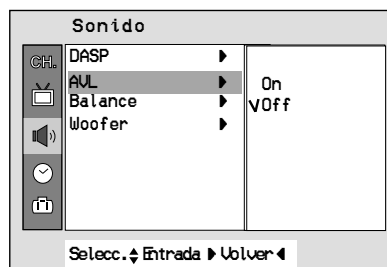 Sonido
CH.
DASP
AVL
Balance
Woofer
On
√Off
Selecc. Entrada Volver